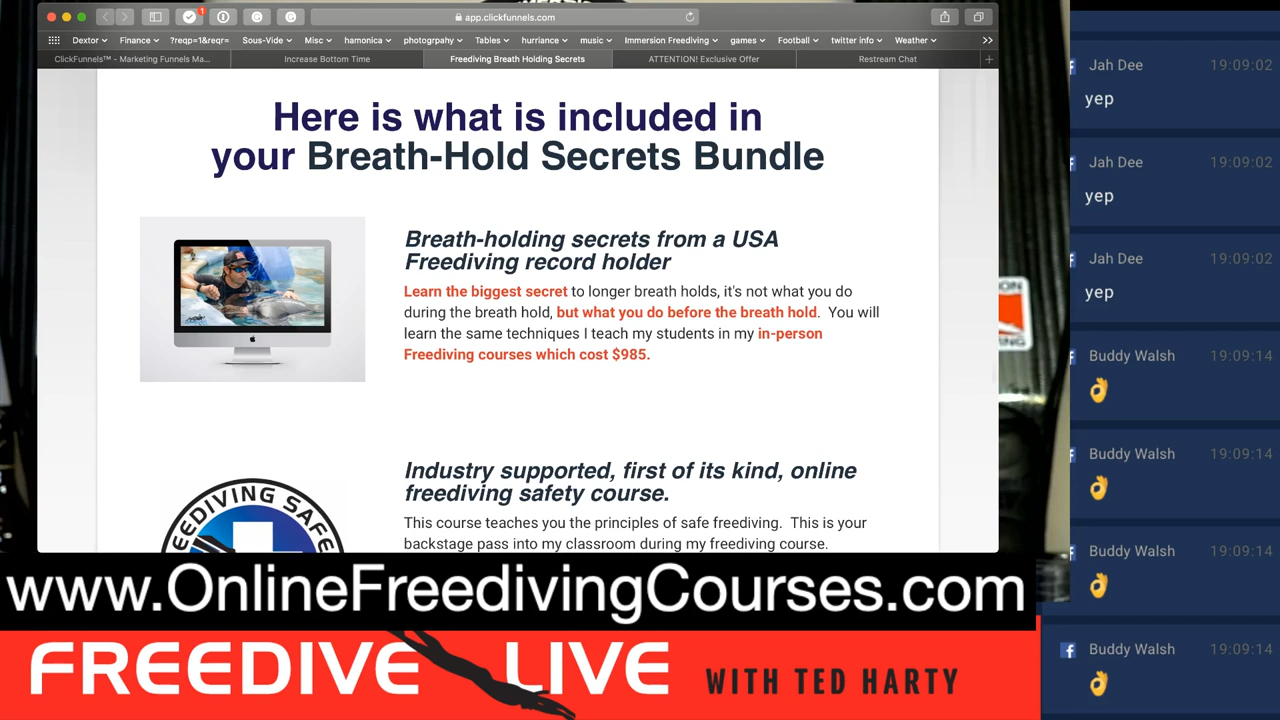 app.clickfunnels.com
Dextor Finance ?reqp=1&reqr= Sous-Vide Misc hamonica photogrpahy Tables hurriance music Immersion Freediving games Football twitter info Weather
ClickFunnels™ - Marketing Funnels Ma... Increase Bottom Time Freediving Breath Holding Secrets ATTENTION! Exclusive Offer Restream Chat
Here is what is included in
your Breath-Hold Secrets Bundle
Breath-holding secrets from a USA
Freediving record holder
Learn the biggest secret to longer breath holds, it's not what you do
during the breath hold, but what you do before the breath hold. You will
learn the same techniques I teach my students in my in-person
Freediving courses which cost $985.
Industry supported, first of its kind, online
freediving safety course.
This course teaches you the principles of safe freediving. This is your
backstage pass into my classroom during my freediving course.
EEDIVING SAFE
www.OnlineFreedivingCourses.com
FREEDIVE LIVE WITH TED HARTY
Jah Dee 19:09:02
yep
Jah Dee 19:09:02
yep
Jah Dee 19:09:02
yep
Buddy Walsh 19:09:14
👌
Buddy Walsh 19:09:14
👌
Buddy Walsh 19:09:14
👌
Buddy Walsh 19:09:14
👌